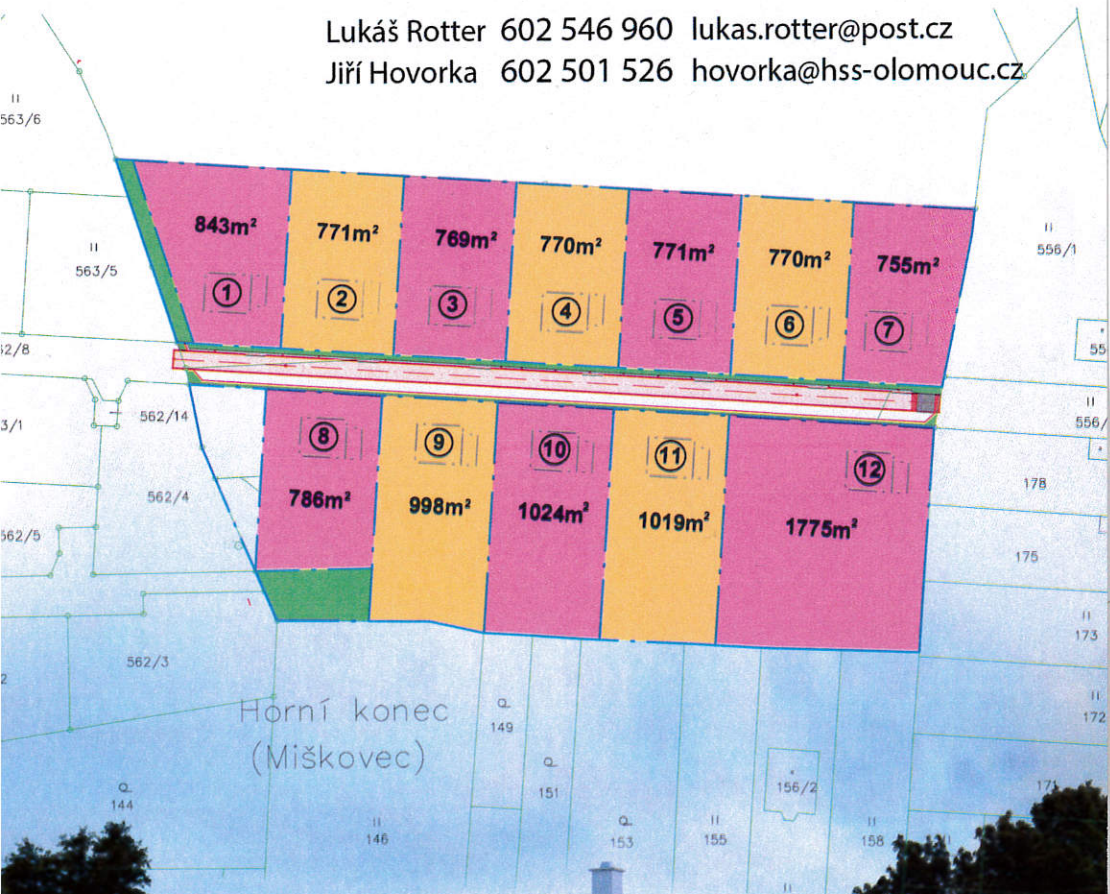 Lukáš Rotter 602 546 960 lukas.rotter@post.cz
Jiří Hovorka 602 501 526 hovorka@hss-olomouc.cz
563/6
563/5
556/1
843m²
771m²
769m²
770m²
771m²
770m²
755m²
1
2
3
4
5
6
7
562/14
8
9
10
11
12
562/4
786m²
998m²
1024m²
1019m²
1775m²
178
175
562/5
173
562/3
172
Horní konec
(Miškovec)
149
151
156/2
171
144
146
153
155
158